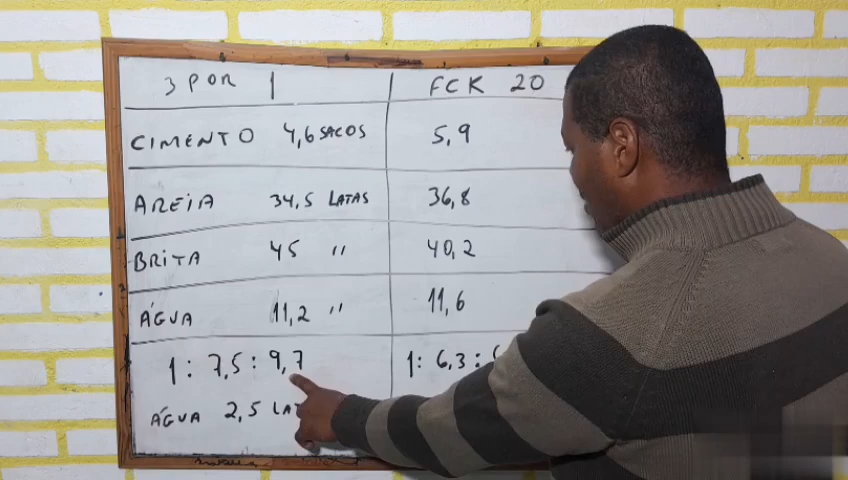 3 POR 1 FCK 20
CIMENTO 4,6 SACOS 5,9
AREIA 34,5 LATAS 36,8
BRITA 45 " 40,2
ÁGUA 11,2 " 11,6
1: 7,5 : 9,7 1: 6,3 :
ÁGUA 2,5